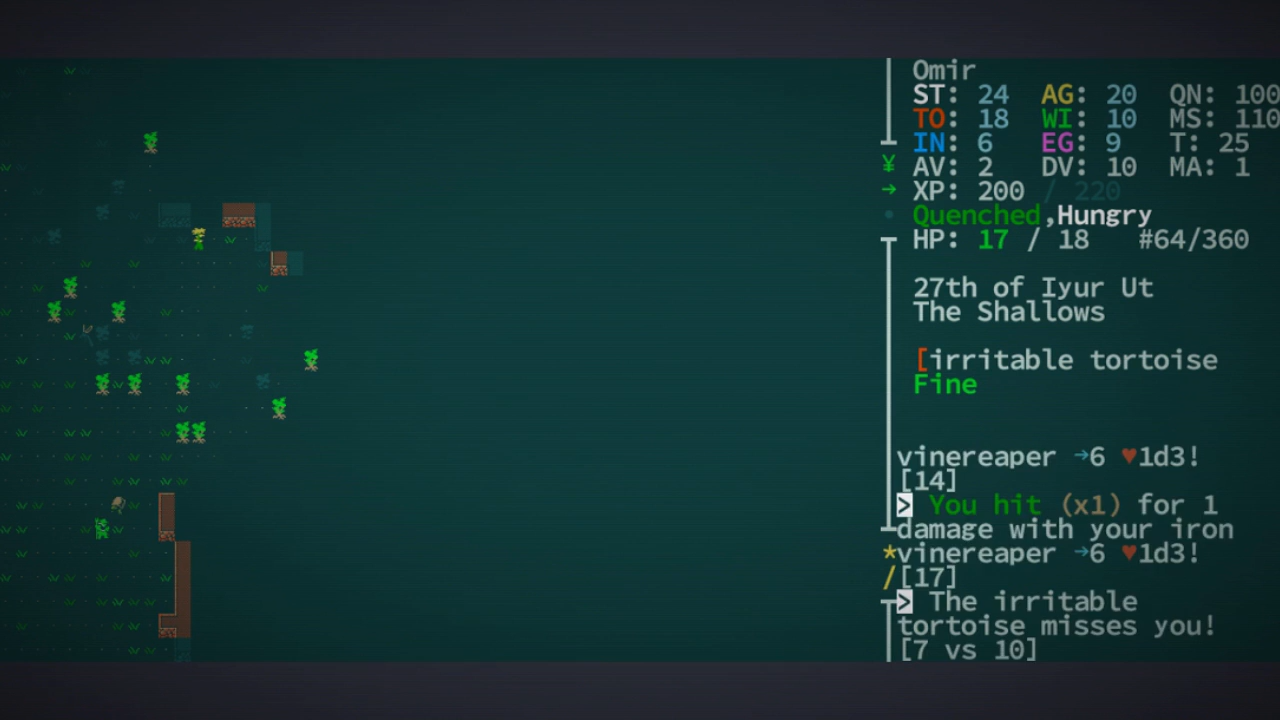 Omir
ST: 24 AG: 20 QN: 100
TO: 18 WI: 10 MS: 110
IN: 6 EG: 9 T: 25
AV: 2 DV: 10 MA: 1
XP: 200 / 220
Quenched,Hungry
HP: 17 / 18 #64/360
27th of Iyur Ut
The Shallows
[irritable tortoise
Fine
vinereaper →6 ♥1d3!
[14]
> You hit (x1) for 1
damage with your iron
vinereaper →6 ♥1d3!
[17]
> The irritable
tortoise misses you!
[7 vs 10]